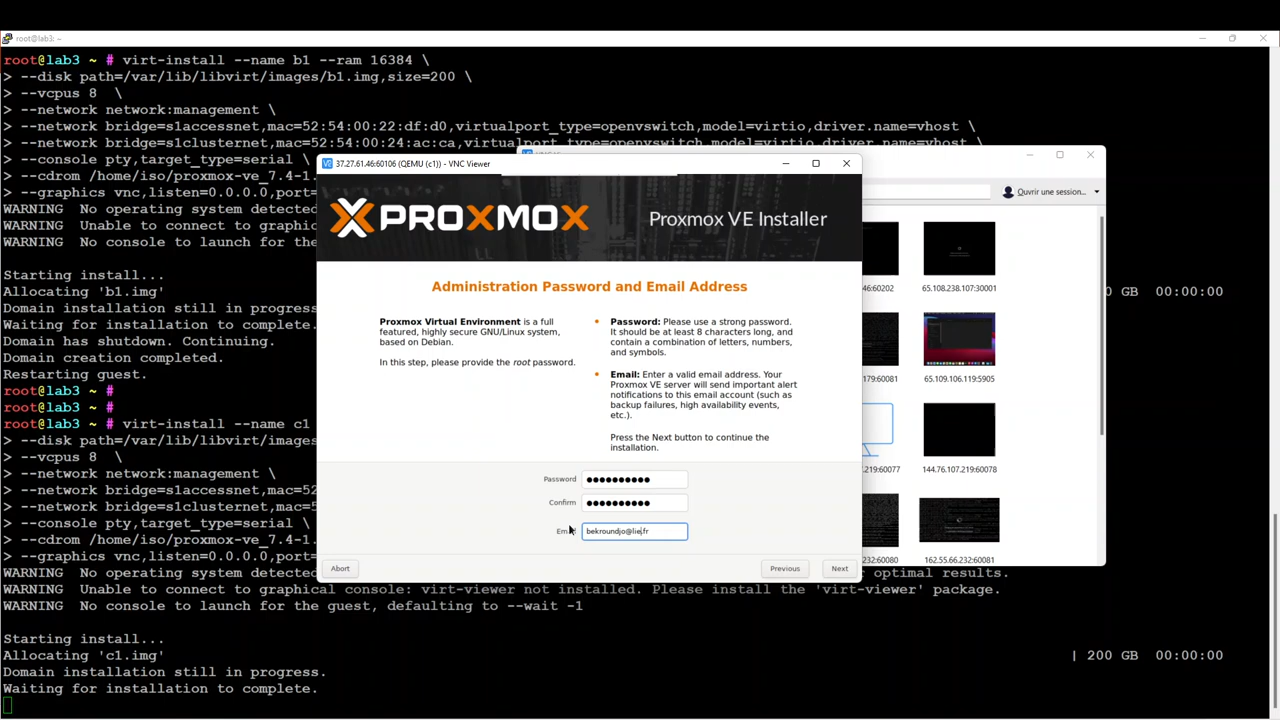 root@lab3: ~
root@lab3 ~ # virt-install --name b1 --ram 16384 \
> --disk path=/var/lib/libvirt/images/b1.img,size=200 \
> --vcpus 8  \
> --network network:management \
> --network bridge=s1accessnet,mac=52:54:00:22:df:d0,virtualport_type=openvswitch,model=virtio,driver.name=vhost \
> --network bridge=s1clusternet,mac=52:54:00:24:ac:ca,virtualport_type=openvswitch,model=virtio,driver.name=vhost \
> --console pty,target_type=serial \
> --cdrom /home/iso/proxmox-ve_7.4-1.
> --graphics vnc,listen=0.0.0.0,
WARNING  No operating system detected
WARNING  Unable to connect to graphic
WARNING  No console to launch for the
Starting install...
Allocating 'b1.img'
0 GB  00:00:00
Domain installation still in progress
Domain has shutdown. Continuing.
Domain creation completed.
Restarting guest.
root@lab3 ~ #
root@lab3 ~ #
root@lab3 ~ # virt-install --name c1
> --disk path=/var/lib/libvirt/images
> --vcpus 8  \
> --network network:management \
> --network bridge=s1accessnet,mac=52
> --network bridge=s1clusternet,mac=5
> --console pty,target_type=serial \
> --cdrom /home/iso/proxmox-ve_7.4-1.
> --graphics vnc,listen=0.0.0.0,
WARNING  No operating system detected
r optimal results.
WARNING  Unable to connect to graphical console: virt-viewer not installed. Please install the 'virt-viewer' package.
WARNING  No console to launch for the guest, defaulting to --wait -1
Starting install...
Allocating 'c1.img'
| 200 GB  00:00:00
Domain installation still in progress.
Waiting for installation to complete.
37.27.61.46:60106 (QEMU (c1)) - VNC Viewer
PROXMOX
Proxmox VE Installer
Administration Password and Email Address
Proxmox Virtual Environment is a full
featured, highly secure GNU/Linux system,
based on Debian.
In this step, please provide the root password.
Password: Please use a strong password.
It should be at least 8 characters long, and
contain a combination of letters, numbers,
and symbols.
Email: Enter a valid email address. Your
Proxmox VE server will send important alert
notifications to this email account (such as
backup failures, high availability events,
etc.).
Press the Next button to continue the
installation.
Password ●●●●●●●●●●
Confirm ●●●●●●●●●●
Email bekroundjo@lie.fr
Abort
Previous
Next
Ouvrir une session...
46:60202
65.108.238.107:30001
179:60081
65.109.106.119:5905
.219:60077
144.76.107.219:60078
.232:60080
162.55.66.232:60081